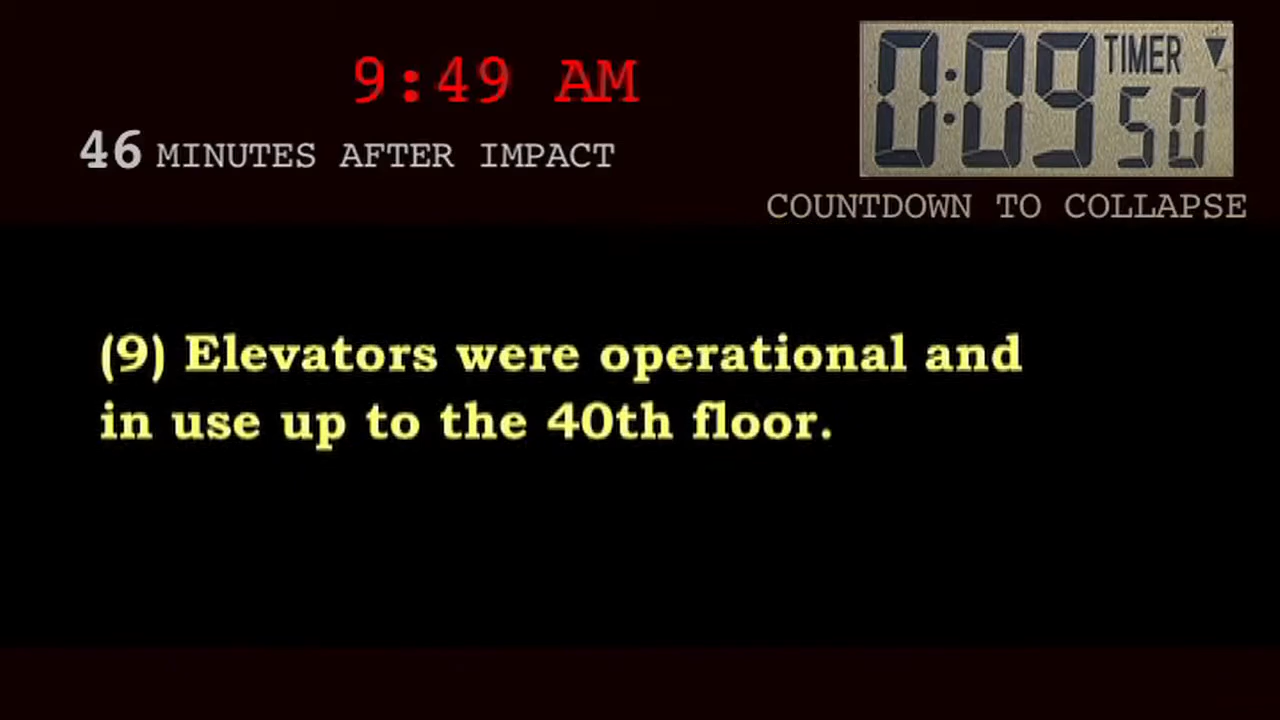 9:49 AM
46 MINUTES AFTER IMPACT
0:09 50 TIMER ▼
COUNTDOWN TO COLLAPSE
(9) Elevators were operational and
in use up to the 40th floor.